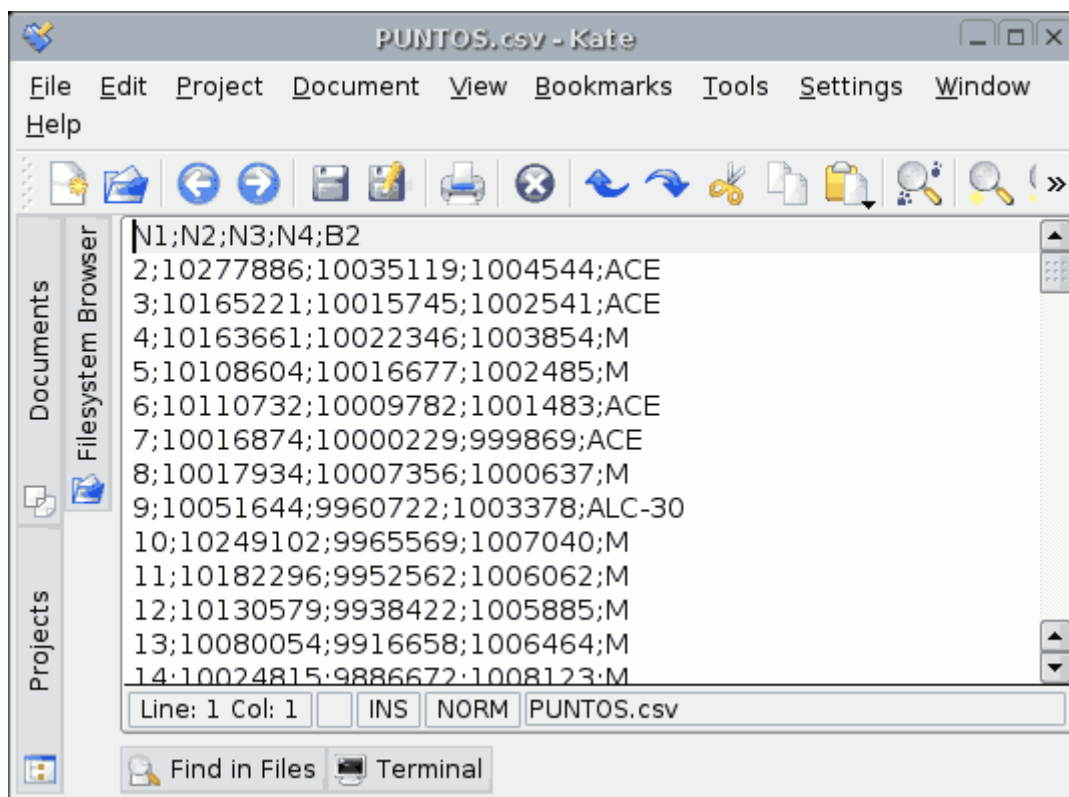 PUNTOS.csv - Kate
File Edit Project Document View Bookmarks Tools Settings Window
Help
Documents
Filesystem Browser
Projects
N1;N2;N3;N4;B2
2;10277886;10035119;1004544;ACE
3;10165221;10015745;1002541;ACE
4;10163661;10022346;1003854;M
5;10108604;10016677;1002485;M
6;10110732;10009782;1001483;ACE
7;10016874;10000229;999869;ACE
8;10017934;10007356;1000637;M
9;10051644;9960722;1003378;ALC-30
10;10249102;9965569;1007040;M
11;10182296;9952562;1006062;M
12;10130579;9938422;1005885;M
13;10080054;9916658;1006464;M
14;10024815;9886672;1008123;M
Line: 1 Col: 1 INS NORM PUNTOS.csv
Find in Files Terminal